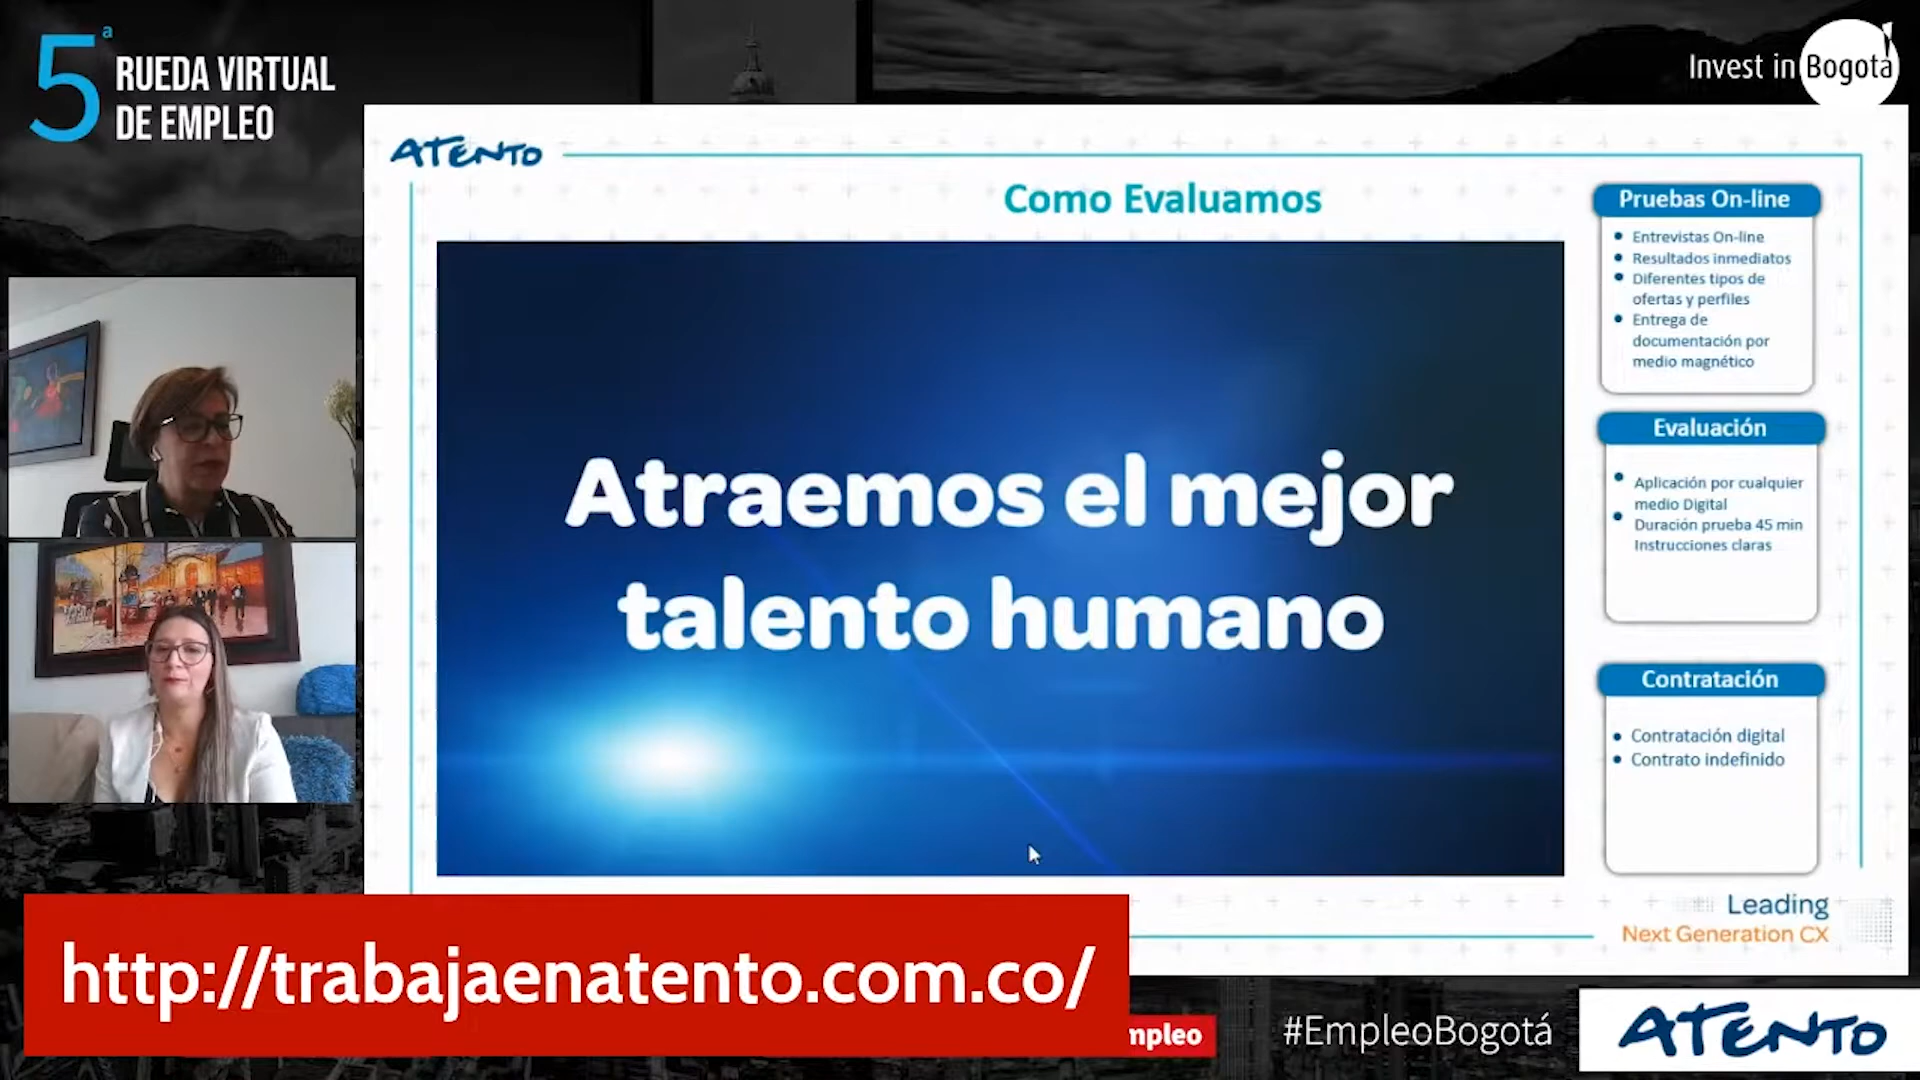 5ª RUEDA VIRTUAL
DE EMPLEO
Invest in Bogotá
ATENTO
Como Evaluamos
Atraemos el mejor
talento humano
Pruebas On-line
• Entrevistas On-line
• Resultados inmediatos
• Diferentes tipos de
ofertas y perfiles
• Entrega de
documentación por
medio magnético
Evaluación
• Aplicación por cualquier
medio Digital
• Duración prueba 45 min
Instrucciones claras
Contratación
• Contratación digital
• Contrato indefinido
Leading
Next Generation CX
http://trabajaenatento.com.co/
mpleo
#EmpleoBogotá
ATENTO